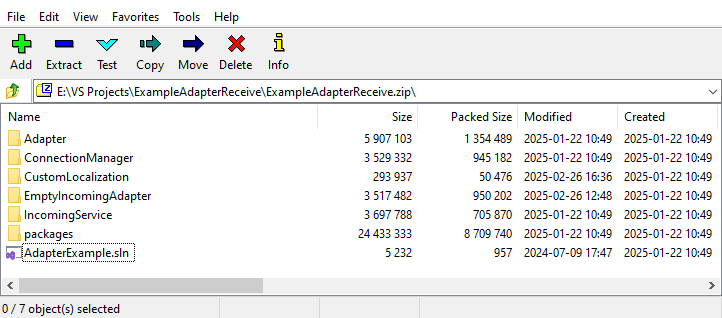 File Edit View Favorites Tools Help
Add Extract Test Copy Move Delete Info
E:\VS Projects\ExampleAdapterReceive\ExampleAdapterReceive.zip\
Name Size Packed Size Modified Created
Adapter 5 907 103 1 354 489 2025-01-22 10:49 2025-01-22 10:49
ConnectionManager 3 529 332 945 182 2025-01-22 10:49 2025-01-22 10:49
CustomLocalization 293 937 50 476 2025-02-26 16:36 2025-01-22 10:49
EmptyIncomingAdapter 3 517 482 950 202 2025-02-26 12:48 2025-01-22 10:49
IncomingService 3 697 788 705 870 2025-01-22 10:49 2025-01-22 10:49
packages 24 433 333 8 709 740 2025-01-22 10:49 2025-01-22 10:49
AdapterExample.sln 5 232 957 2024-07-09 17:47 2025-01-22 10:49
0 / 7 object(s) selected